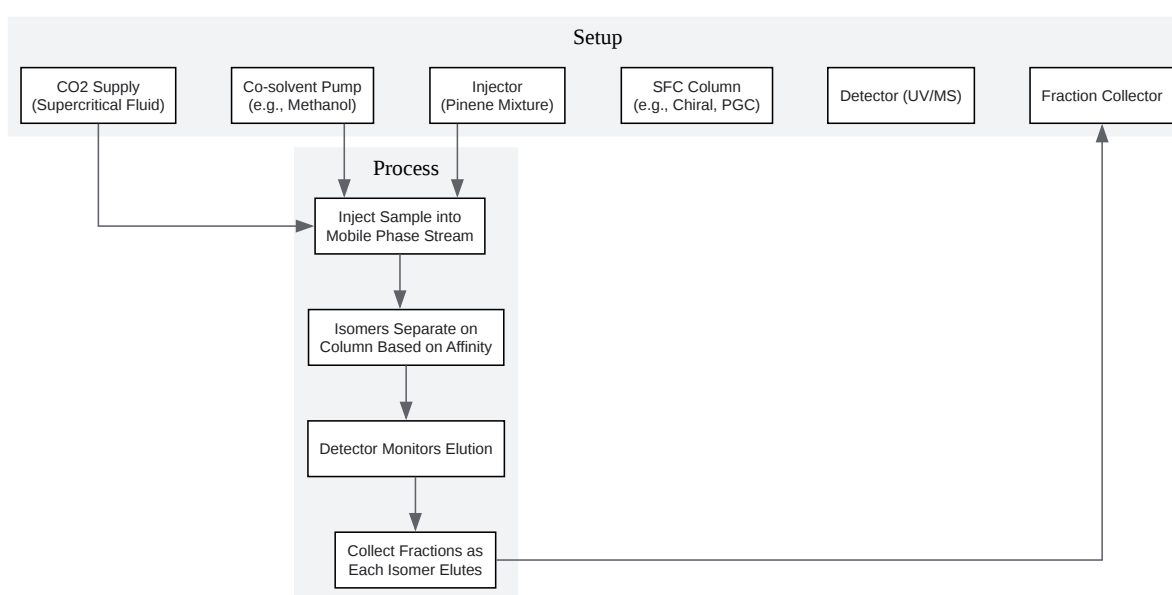 Setup
CO2 Supply
(Supercritical Fluid)
Co-solvent Pump
(e.g., Methanol)
Injector
(Pinene Mixture)
SFC Column
(e.g., Chiral, PGC)
Detector (UV/MS)
Fraction Collector
Process
Inject Sample into
Mobile Phase Stream
Isomers Separate on
Column Based on Affinity
Detector Monitors Elution
Collect Fractions as
Each Isomer Elutes